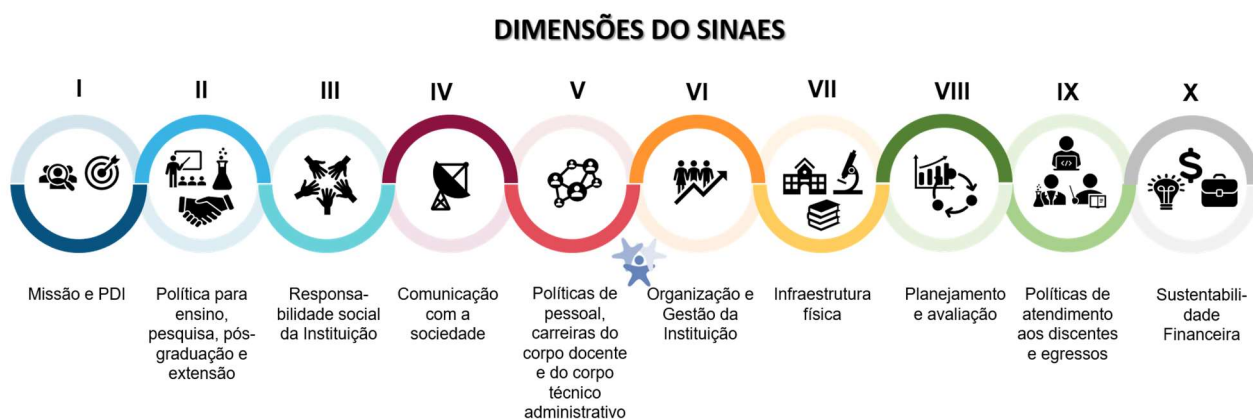 DIMENSÕES DO SINAES
I
II
III
IV
V
VI
VII
VIII
IX
X
Missão e PDI
Política para
ensino,
pesquisa, pós-
graduação e
extensão
Responsa-
bilidade social
da Instituição
Comunicação
com a
sociedade
Políticas de
pessoal,
carreiras do
corpo docente
e do corpo
técnico
administrativo
Organização e
Gestão da
Instituição
Infraestrutura
física
Planejamento
e avaliação
Políticas de
atendimento
aos discentes
e egressos
Sustentabili-
dade
Financeira